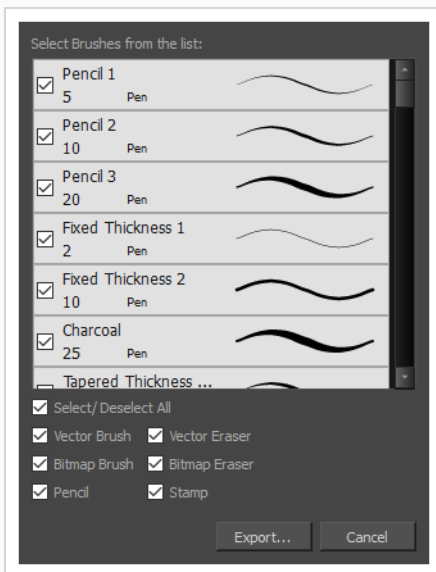 Select Brushes from the list:
Pencil 1
5 Pen
Pencil 2
10 Pen
Pencil 3
20 Pen
Fixed Thickness 1
2 Pen
Fixed Thickness 2
10 Pen
Charcoal
25 Pen
Tapered Thickness ...
Select/Deselect All
Vector Brush Vector Eraser
Bitmap Brush Bitmap Eraser
Pencil Stamp
Export... Cancel